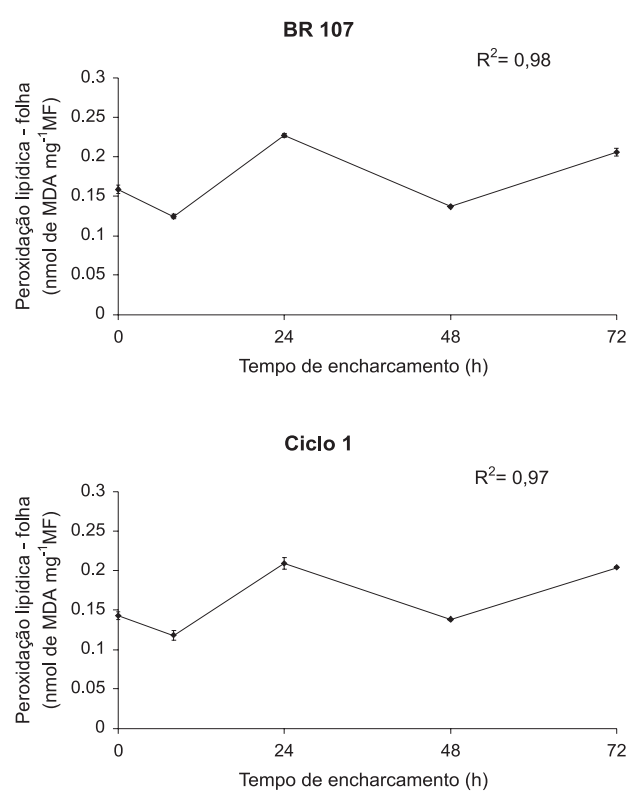 BR 107
R²= 0,98
Peroxidação lipídica - folha
(nmol de MDA mg⁻¹MF)
0.3
0.25
0.2
0.15
0.1
0.05
0
0 24 48 72
Tempo de encharcamento (h)
Ciclo 1
R²= 0,97
Peroxidação lipídica - folha
(nmol de MDA mg⁻¹MF)
0.3
0.25
0.2
0.15
0.1
0.05
0
0 24 48 72
Tempo de encharcamento (h)